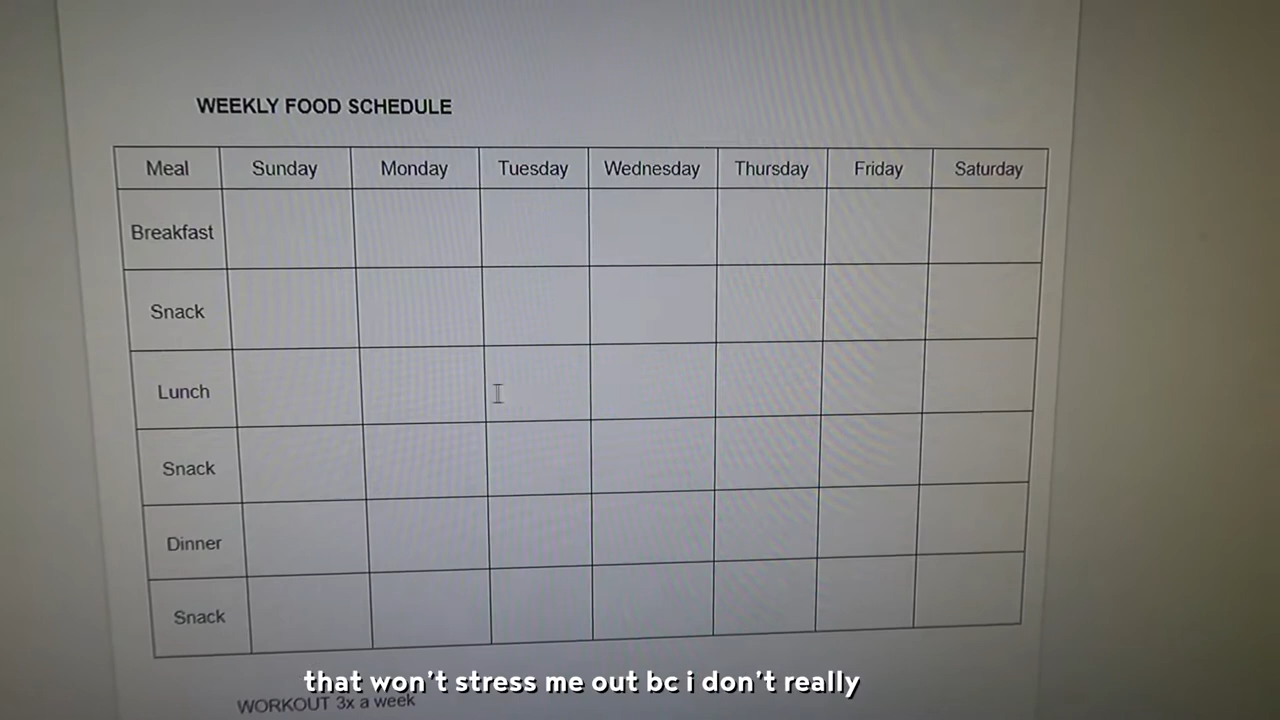 WEEKLY FOOD SCHEDULE
Meal Sunday Monday Tuesday Wednesday Thursday Friday Saturday
Breakfast
Snack
Lunch
Snack
Dinner
Snack
that won't stress me out bc i don't really
WORKOUT 3x a week